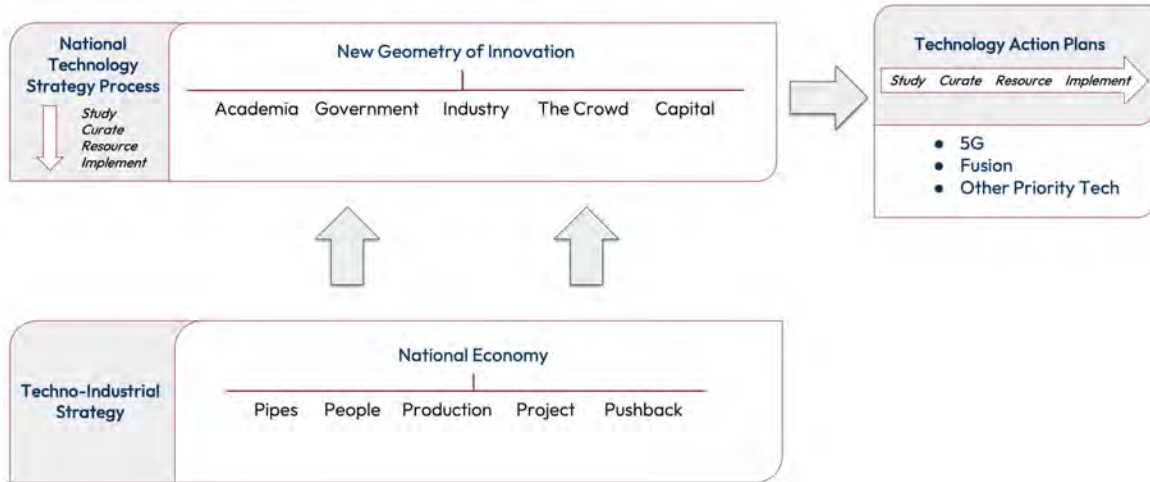 National
Technology
Strategy Process
Study
Curate
Resource
Implement
New Geometry of Innovation
Academia Government Industry The Crowd Capital
Technology Action Plans
Study Curate Resource Implement
● 5G
● Fusion
● Other Priority Tech
Techno-Industrial
Strategy
National Economy
Pipes People Production Project Pushback